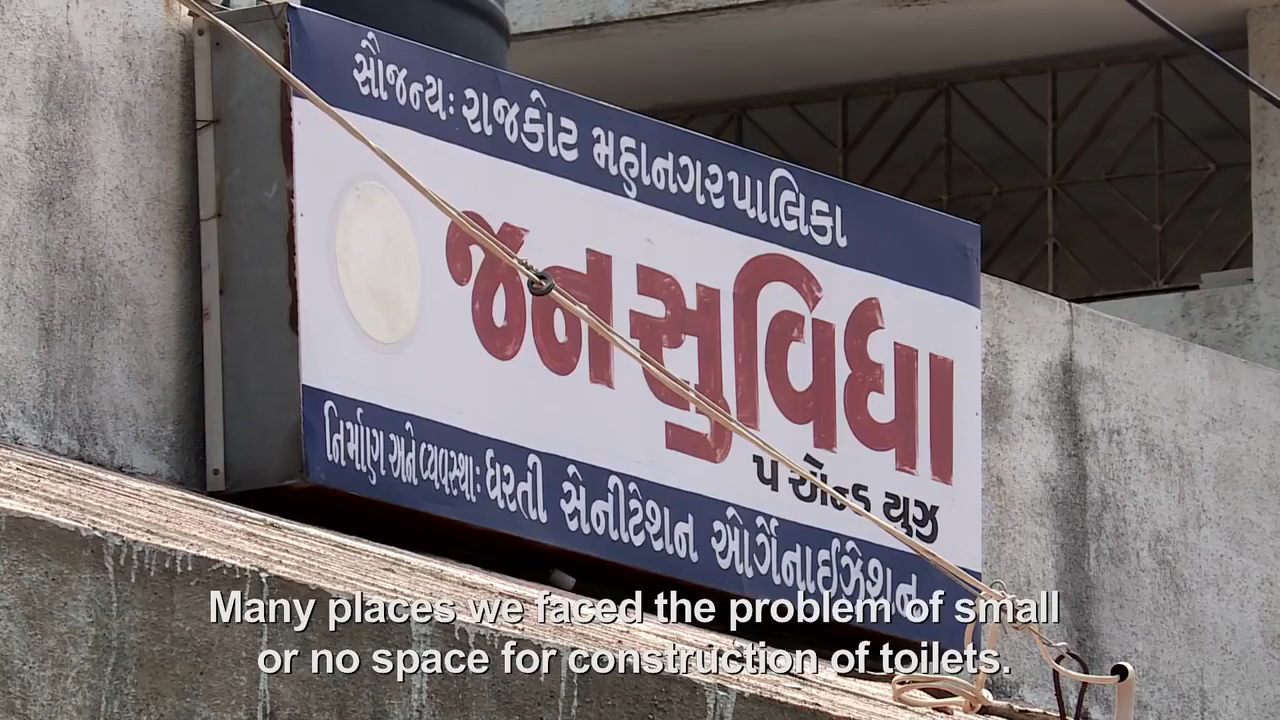 સૌજન્ય: રાજકોટ મહાનગરપાલિકા
જનસુવિધા
પે એન્ડ યુઝ
નિર્માણ અને વ્યવસ્થા: ધરતી સેનીટેશન ઓર્ગેનાઈઝેશન
Many places we faced the problem of small
or no space for construction of toilets.